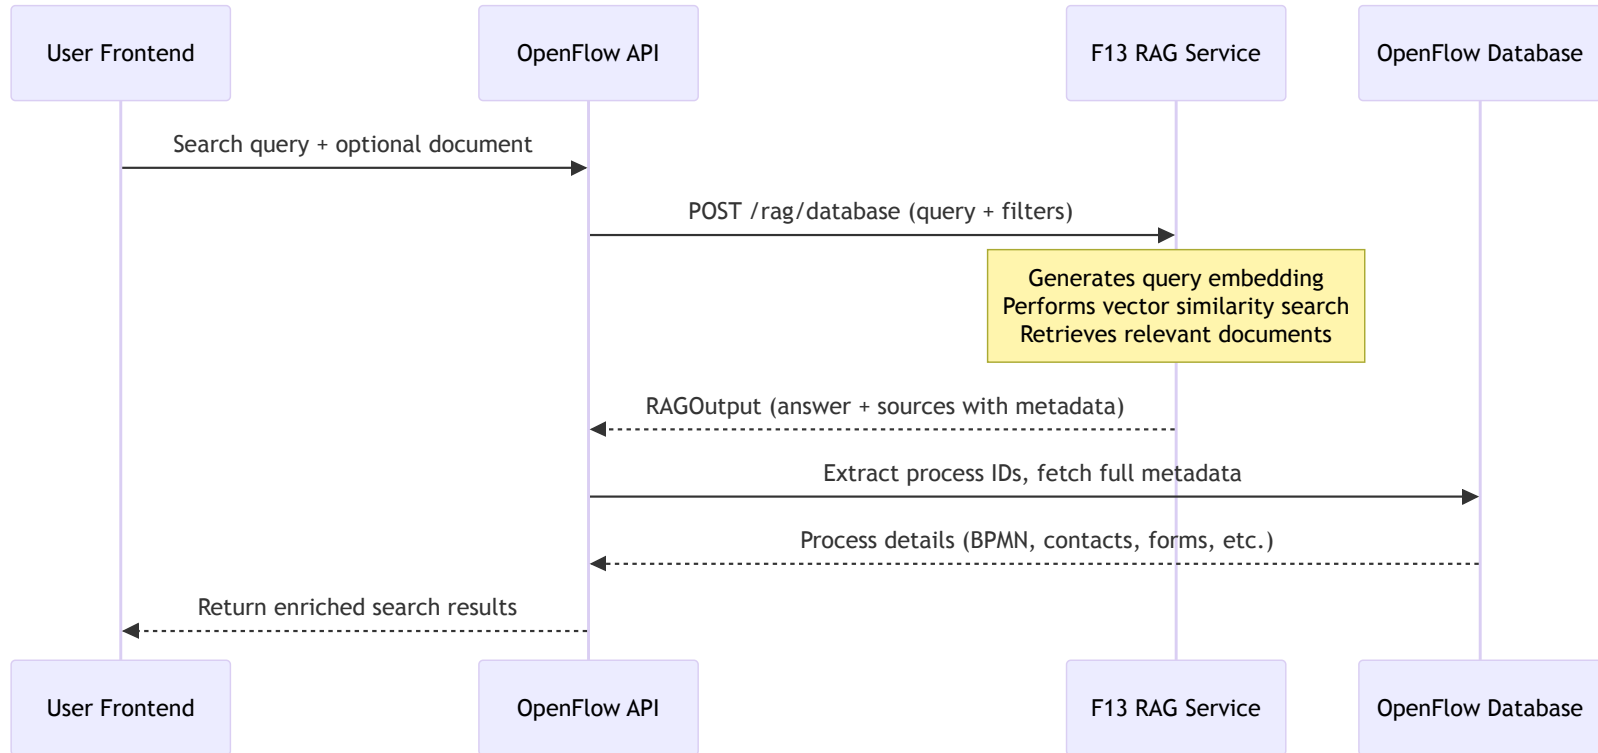 User Frontend
OpenFlow API
F13 RAG Service
OpenFlow Database
Search query + optional document
POST /rag/database (query + filters)
Generates query embedding
Performs vector similarity search
Retrieves relevant documents
RAGOutput (answer + sources with metadata)
Extract process IDs, fetch full metadata
Process details (BPMN, contacts, forms, etc.)
Return enriched search results
User Frontend
OpenFlow API
F13 RAG Service
OpenFlow Database